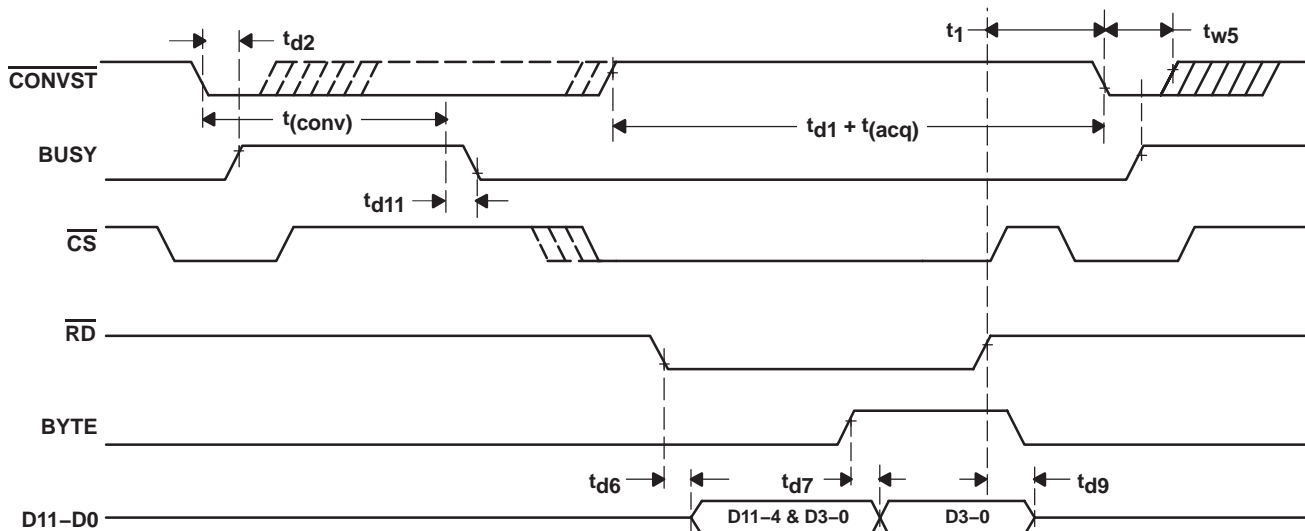 td2
t1
tw5
CONVST
t(conv)
td1 + t(acq)
BUSY
td11
CS
RD
BYTE
td6
td7
td9
D11–D0
D11–4 & D3–0
D3–0